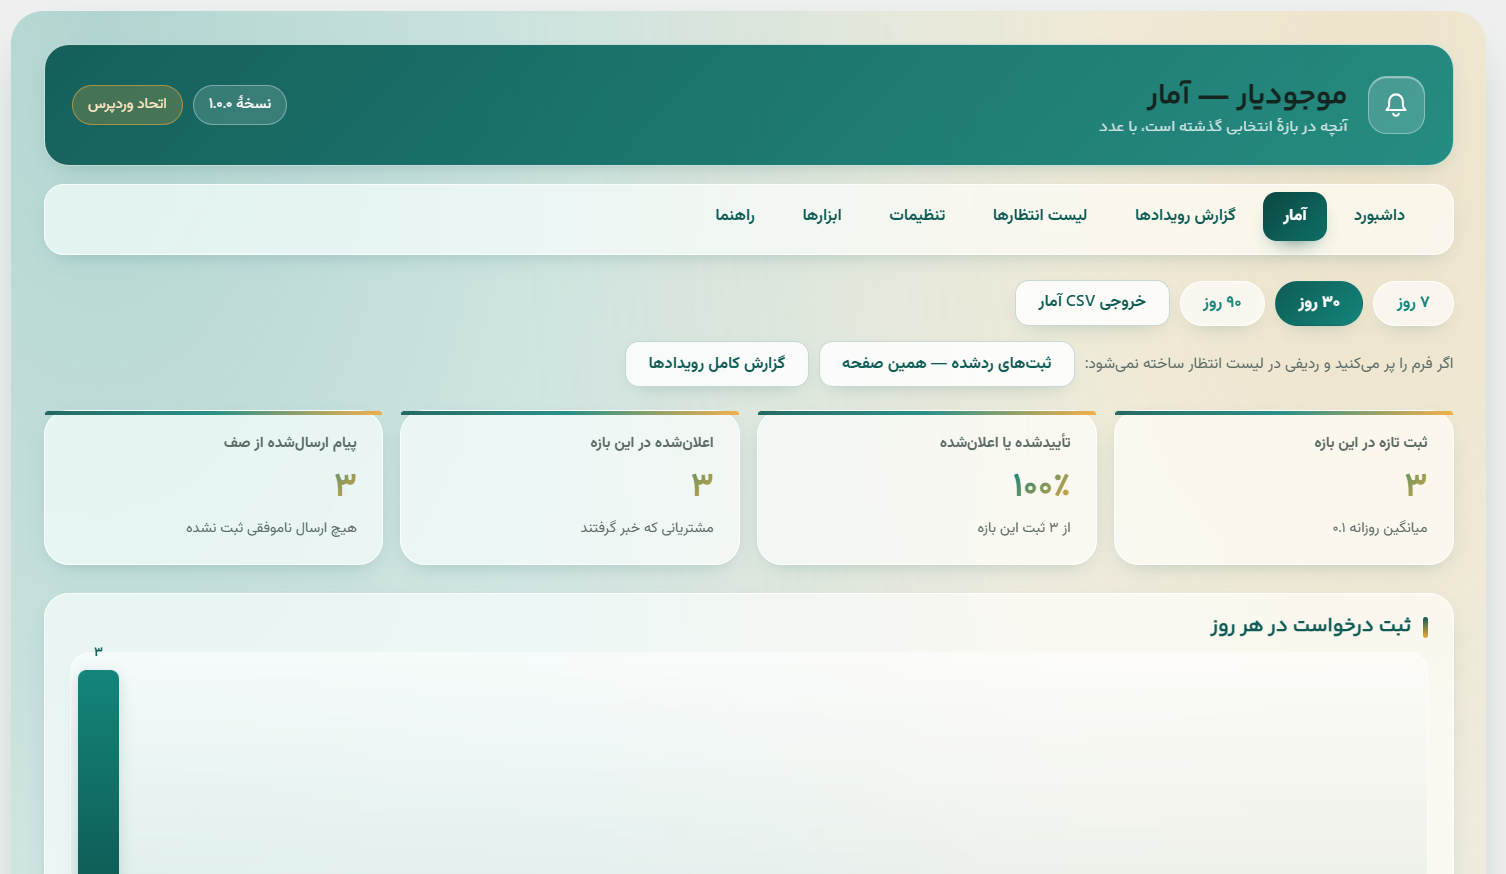 موجودیار — آمار
آنچه در بازهٔ انتخابی گذشته است، با عدد
نسخهٔ ۱.۰.۰
اتحاد وردپرس
داشبورد
آمار
گزارش رویدادها
لیست انتظارها
تنظیمات
ابزارها
راهنما
۷ روز
۳۰ روز
۹۰ روز
خروجی CSV آمار
اگر فرم را پر می‌کنید و ردیفی در لیست انتظار ساخته نمی‌شود:
ثبت‌های ردشده — همین صفحه
گزارش کامل رویدادها
ثبت تازه در این بازه
۳
میانگین روزانه ۰.۱
تأییدشده یا اعلان‌شده
۱۰۰٪
از ۳ ثبت این بازه
اعلان‌شده در این بازه
۳
مشتریانی که خبر گرفتند
پیام ارسال‌شده از صف
۳
هیچ ارسال ناموفقی ثبت نشده
ثبت درخواست در هر روز
۳